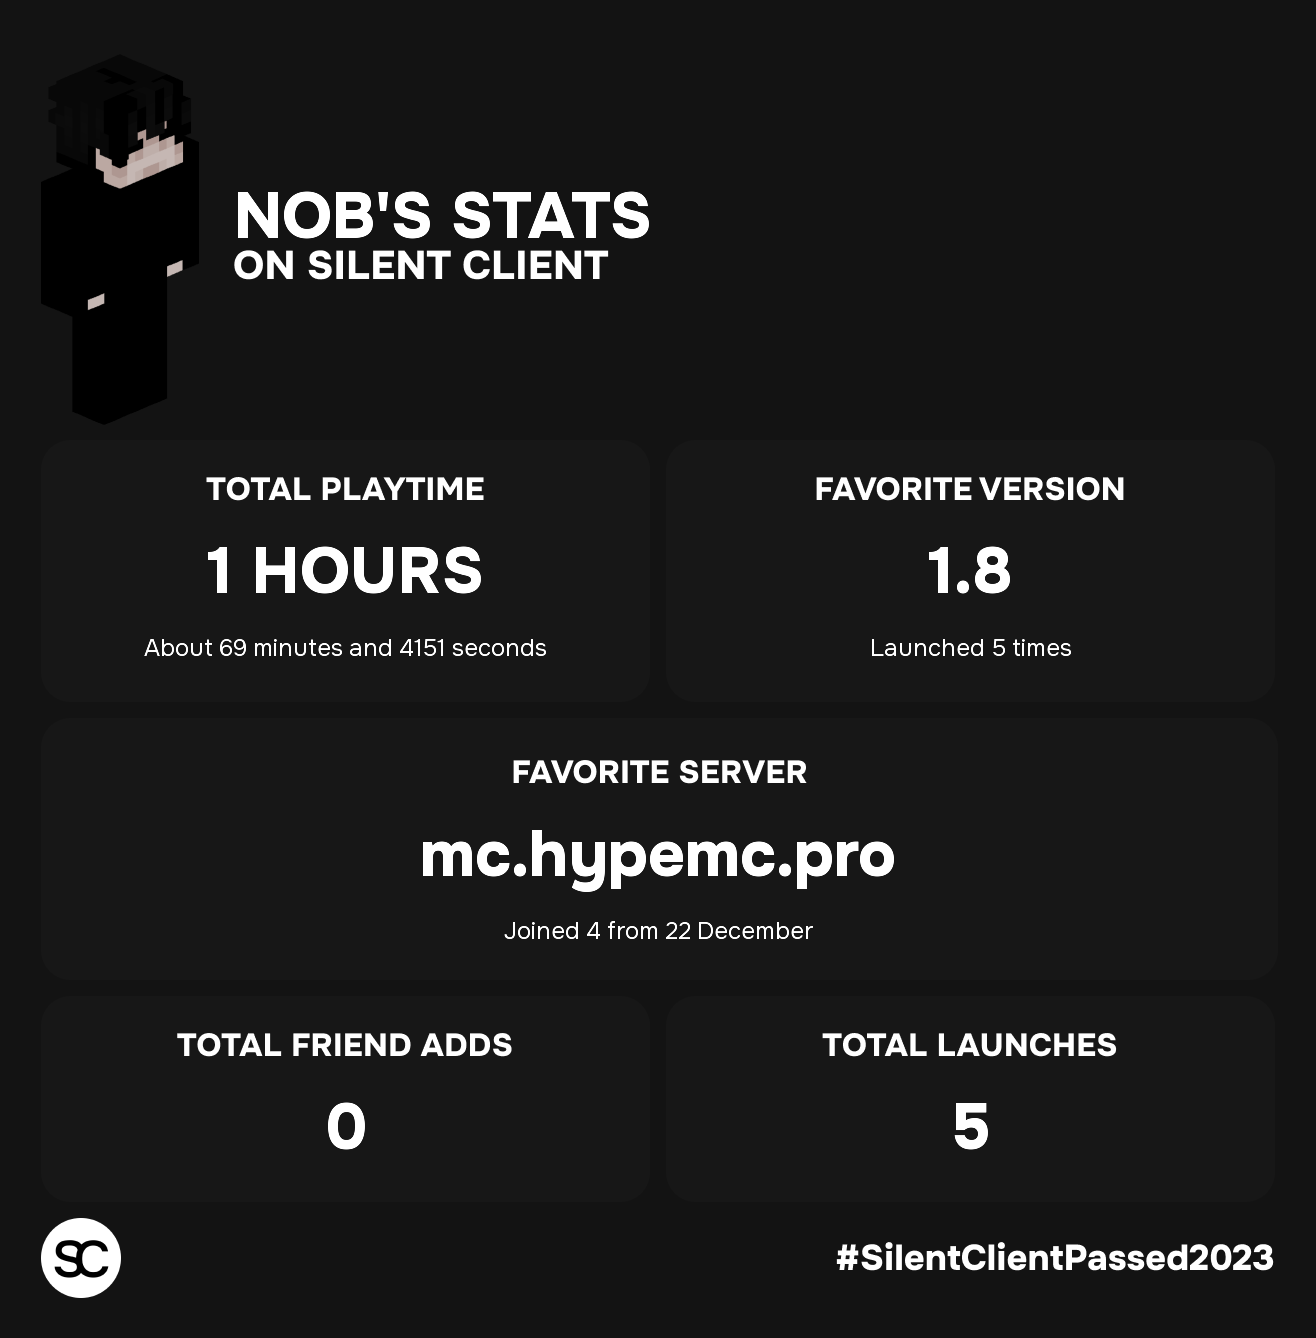 NOB'S STATS
ON SILENT CLIENT
TOTAL PLAYTIME
1 HOURS
About 69 minutes and 4151 seconds
FAVORITE VERSION
1.8
Launched 5 times
FAVORITE SERVER
mc.hypemc.pro
Joined 4 from 22 December
TOTAL FRIEND ADDS
0
TOTAL LAUNCHES
5
SC
#SilentClientPassed2023